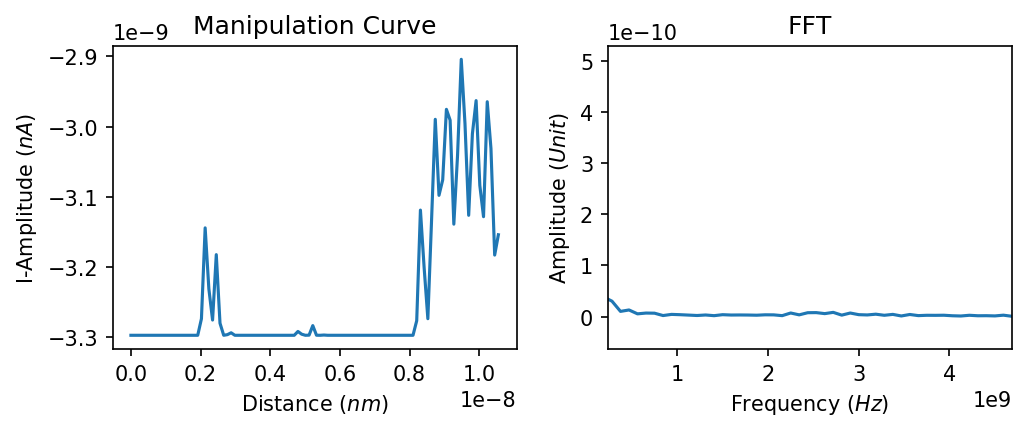 Manipulation Curve
1e−9
−2.9
−3.0
−3.1
−3.2
−3.3
I-Amplitude (nA)
0.0 0.2 0.4 0.6 0.8 1.0
1e−8
Distance (nm)
FFT
1e−10
5
4
3
2
1
0
Amplitude (Unit)
1 2 3 4
1e9
Frequency (Hz)